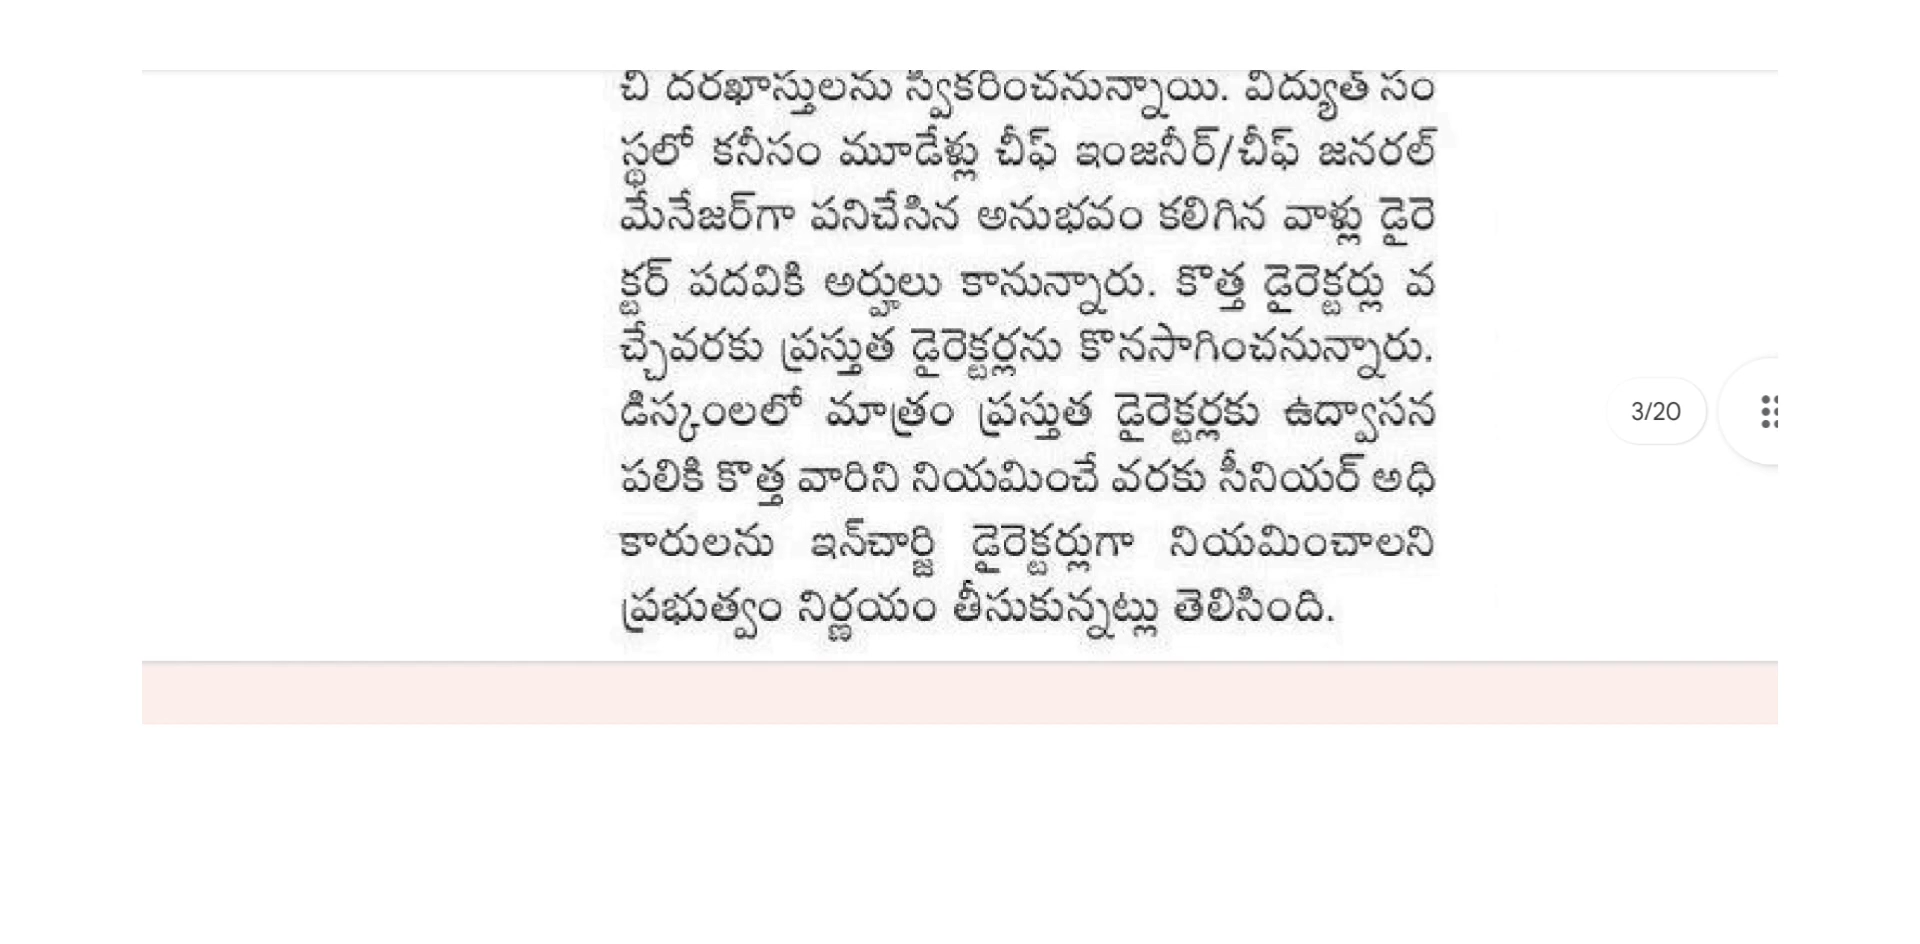 చి దరఖాస్తులను స్వీకరించనున్నాయి. విద్యుత్ సం
స్థలో కనీసం మూడేళ్లు చీఫ్ ఇంజనీర్/చీఫ్ జనరల్
మేనేజర్‌గా పనిచేసిన అనుభవం కలిగిన వాళ్లు డైరె
క్టర్ పదవికి అర్హులు కానున్నారు. కొత్త డైరెక్టర్లు వ
చ్చేవరకు ప్రస్తుత డైరెక్టర్లను కొనసాగించనున్నారు.
డిస్కంలలో మాత్రం ప్రస్తుత డైరెక్టర్లకు ఉద్వాసన
పలికి కొత్త వారిని నియమించే వరకు సీనియర్ అధి
కారులను ఇన్‌చార్జి డైరెక్టర్లుగా నియమించాలని
ప్రభుత్వం నిర్ణయం తీసుకున్నట్లు తెలిసింది.
3/20